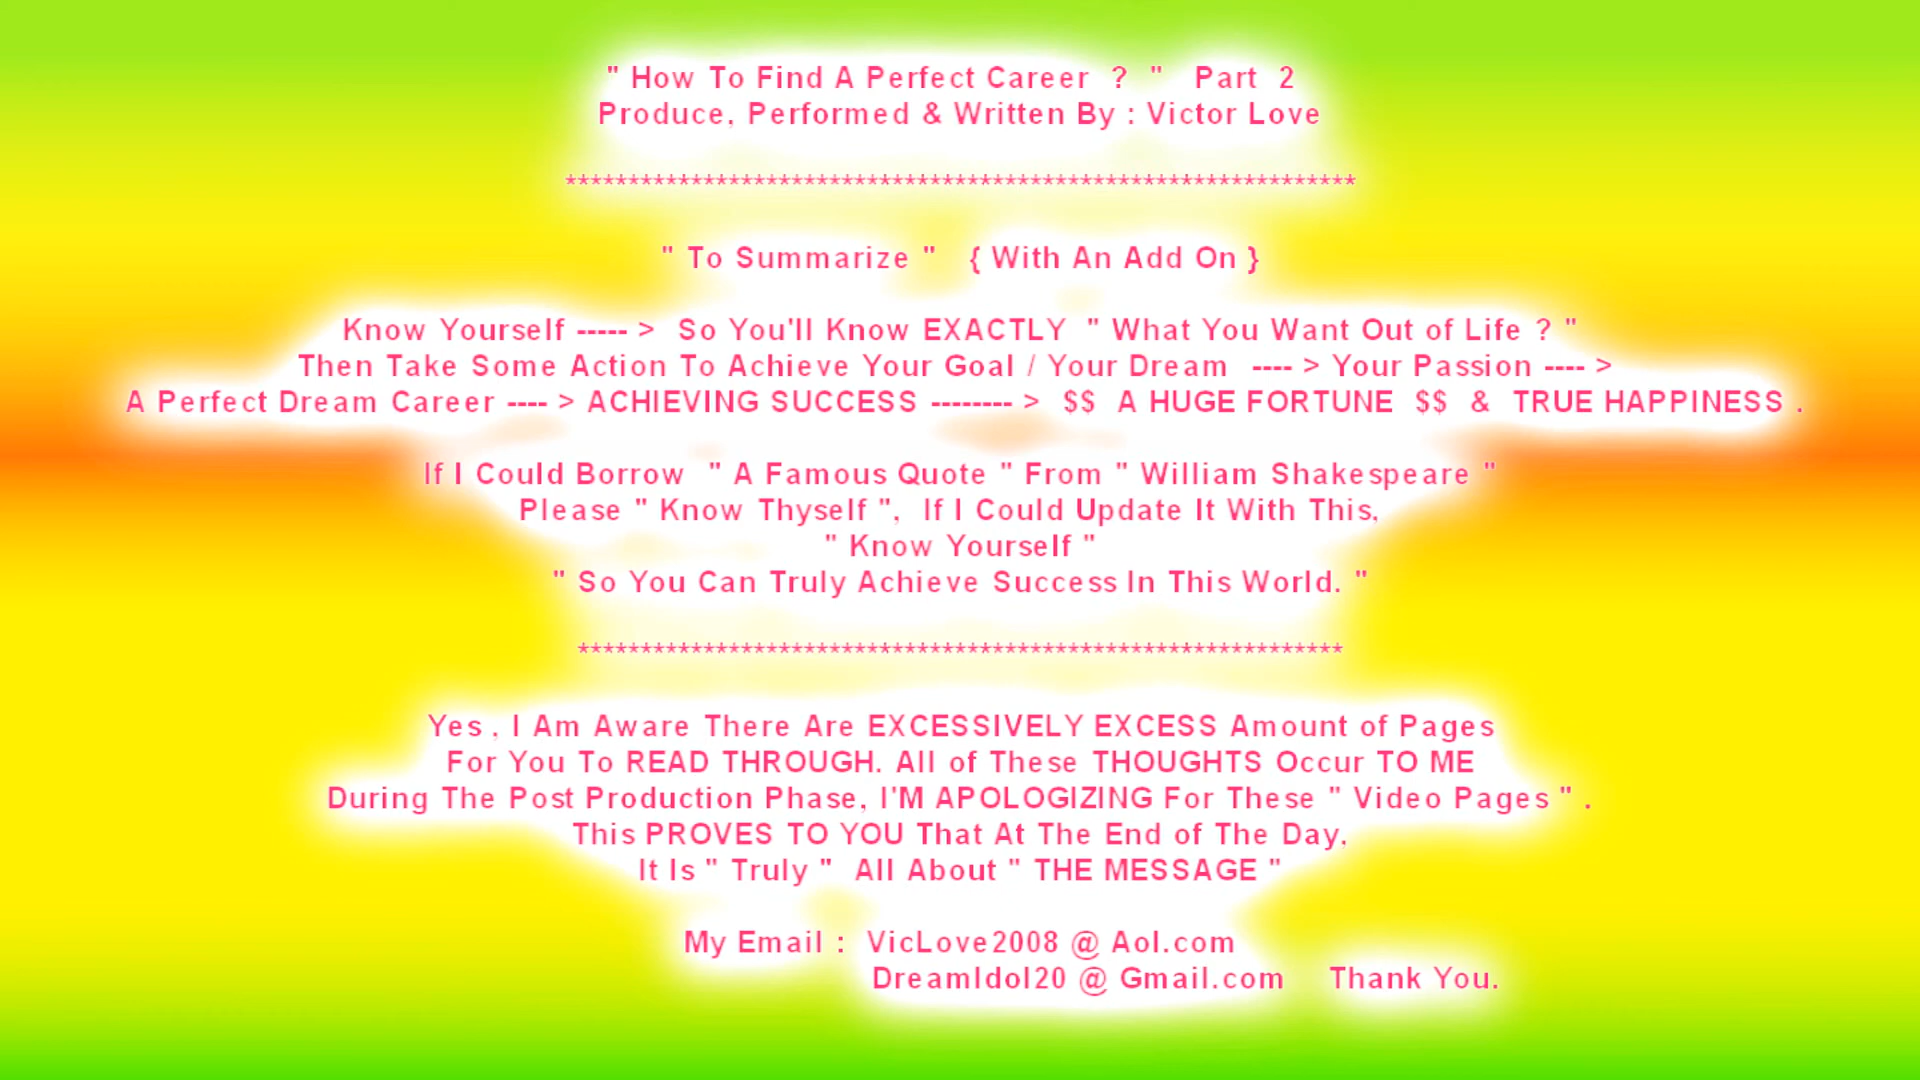 " How To Find A Perfect Career ? " Part 2
Produce, Performed & Written By : Victor Love
***************************************************************
" To Summarize " { With An Add On }
Know Yourself ----- > So You'll Know EXACTLY " What You Want Out of Life ? "
Then Take Some Action To Achieve Your Goal / Your Dream ---- > Your Passion ---- >
A Perfect Dream Career ---- > ACHIEVING SUCCESS -------- > $$ A HUGE FORTUNE $$ & TRUE HAPPINESS .
If I Could Borrow " A Famous Quote " From " William Shakespeare "
Please " Know Thyself ", If I Could Update It With This,
" Know Yourself "
" So You Can Truly Achieve Success In This World. "
*************************************************************
Yes , I Am Aware There Are EXCESSIVELY EXCESS Amount of Pages
For You To READ THROUGH. All of These THOUGHTS Occur TO ME
During The Post Production Phase, I'M APOLOGIZING For These " Video Pages " .
This PROVES TO YOU That At The End of The Day,
It Is " Truly " All About " THE MESSAGE "
My Email : VicLove2008 @ Aol.com
DreamIdol20 @ Gmail.com Thank You.